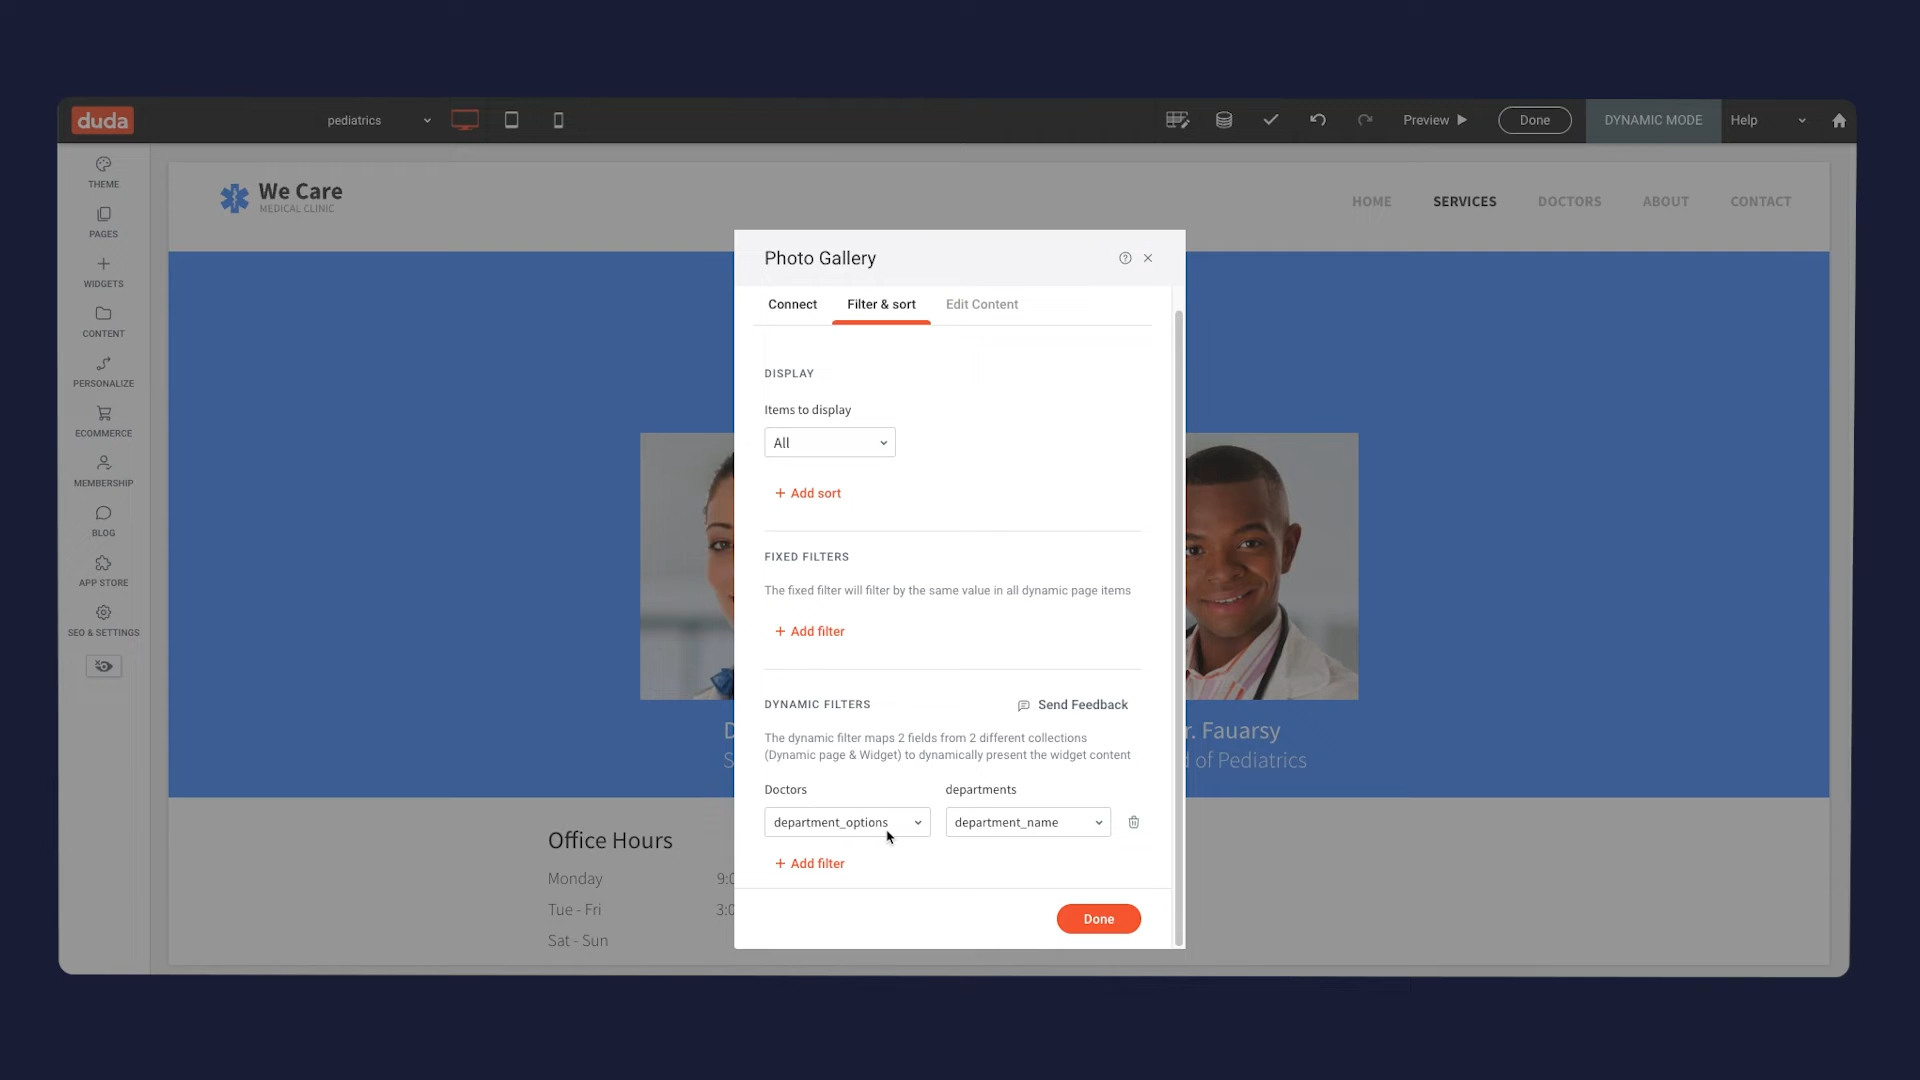 duda
pediatrics
Preview
Done
DYNAMIC MODE
Help
THEME
PAGES
WIDGETS
CONTENT
PERSONALIZE
ECOMMERCE
MEMBERSHIP
BLOG
APP STORE
SEO & SETTINGS
We Care
MEDICAL CLINIC
HOME
SERVICES
DOCTORS
ABOUT
CONTACT
Photo Gallery
Connect
Filter & sort
Edit Content
DISPLAY
Items to display
All
+ Add sort
FIXED FILTERS
The fixed filter will filter by the same value in all dynamic page items
+ Add filter
DYNAMIC FILTERS
Send Feedback
The dynamic filter maps 2 fields from 2 different collections
(Dynamic page & Widget) to dynamically present the widget content
Doctors
departments
department_options
department_name
+ Add filter
Done
r. Fauarsy
of Pediatrics
Office Hours
Monday
9:0
Tue - Fri
3:0
Sat - Sun